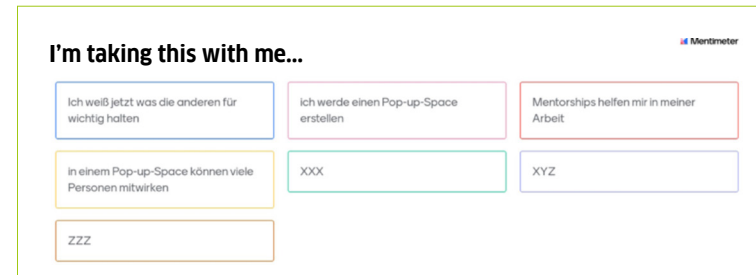 I'm taking this with me...
Mentimeter
Ich weiß jetzt was die anderen für
wichtig halten
ich werde einen Pop-up-Space
erstellen
Mentorships helfen mir in meiner
Arbeit
in einem Pop-up-Space können viele
Personen mitwirken
XXX
XYZ
ZZZ